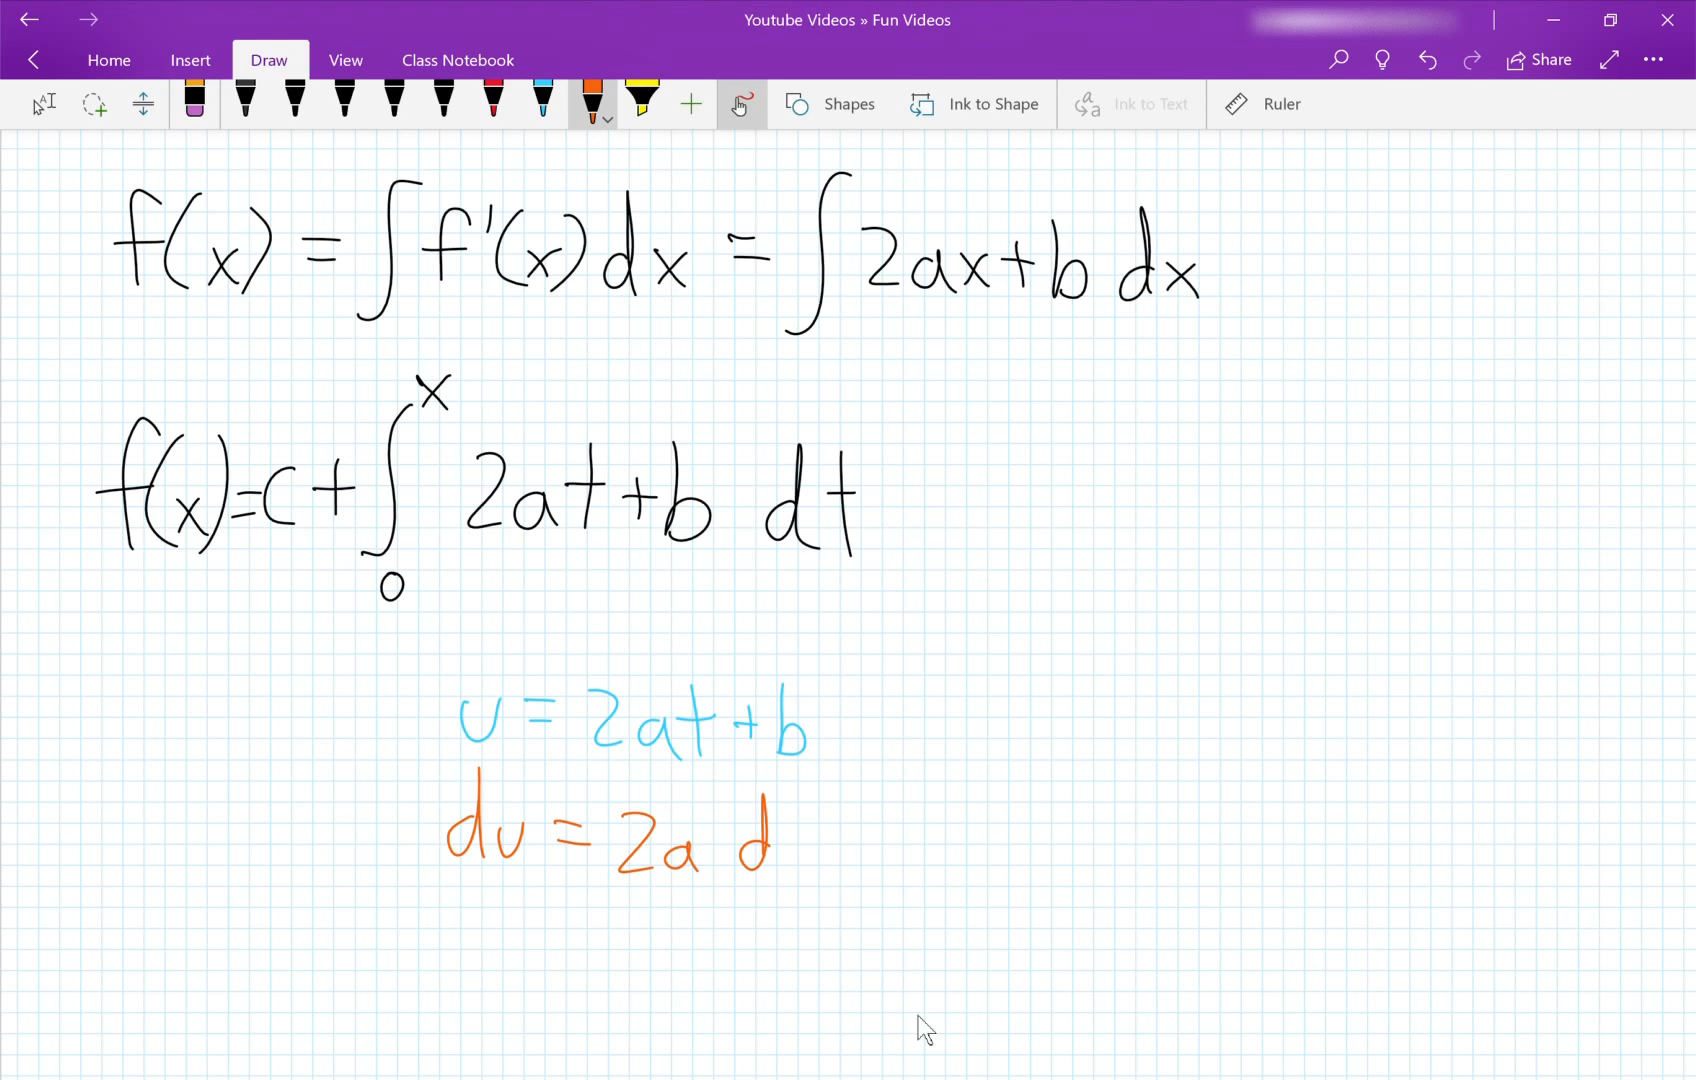 Youtube Videos » Fun Videos
Home Insert Draw View Class Notebook Share
Shapes Ink to Shape Ink to Text Ruler
f(x) = ∫ f'(x) dx = ∫ 2ax + b dx
f(x) = c + ∫₀ˣ 2at + b dt
u = 2at + b
du = 2a d